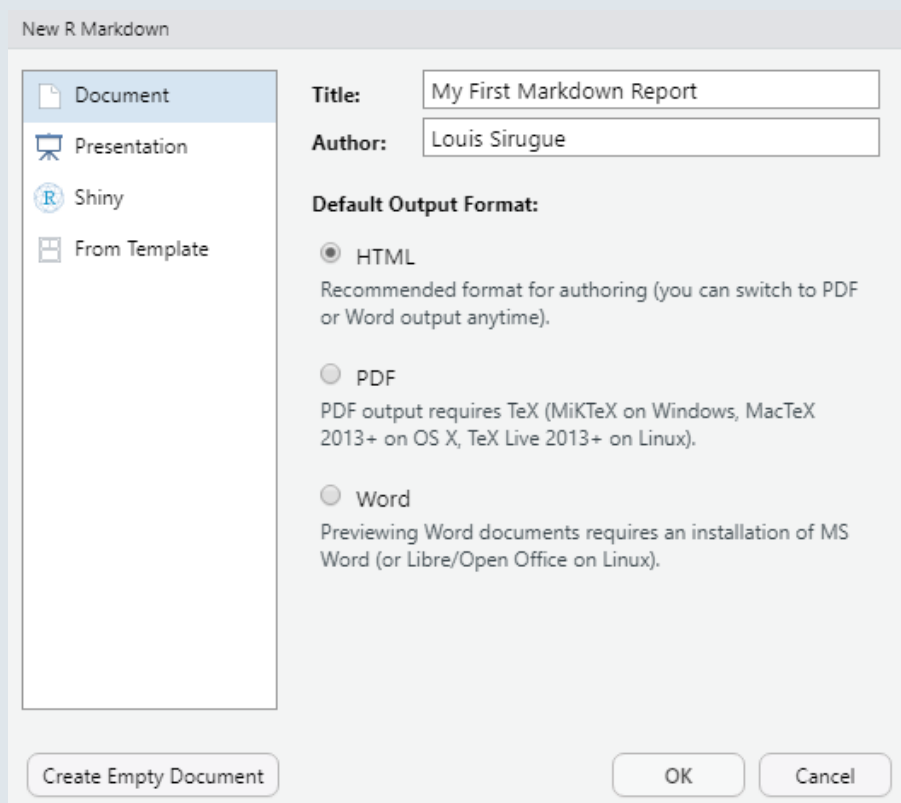 New R Markdown
Document
Presentation
R Shiny
From Template
Title: My First Markdown Report
Author: Louis Sirugue
Default Output Format:
HTML
Recommended format for authoring (you can switch to PDF
or Word output anytime).
PDF
PDF output requires TeX (MiKTeX on Windows, MacTeX
2013+ on OS X, TeX Live 2013+ on Linux).
Word
Previewing Word documents requires an installation of MS
Word (or Libre/Open Office on Linux).
Create Empty Document OK Cancel